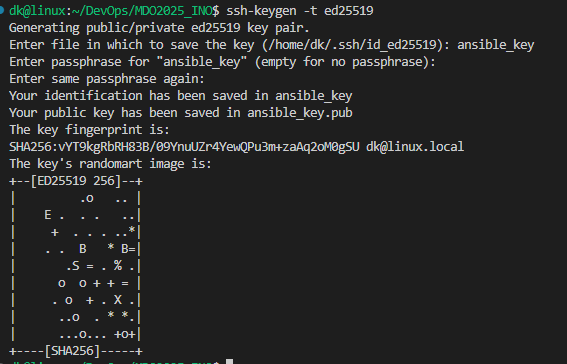 dk@linux:~/DevOps/MDO2025_INO$ ssh-keygen -t ed25519
Generating public/private ed25519 key pair.
Enter file in which to save the key (/home/dk/.ssh/id_ed25519): ansible_key
Enter passphrase for "ansible_key" (empty for no passphrase):
Enter same passphrase again:
Your identification has been saved in ansible_key
Your public key has been saved in ansible_key.pub
The key fingerprint is:
SHA256:vYT9kgRbRH83B/09YnuUZr4YewQPu3m+zaAq2oM0gSU dk@linux.local
The key's randomart image is:
+--[ED25519 256]--+
|        .o   .. |
|    E .  . .   ..|
|     +  . . . ..*|
|    . .  B   * B=|
|       .S = . % .|
|      o  o + + = |
|     . o  + . X .|
|      ..o  . * *.|
|      ...o... +o+|
+----[SHA256]-----+